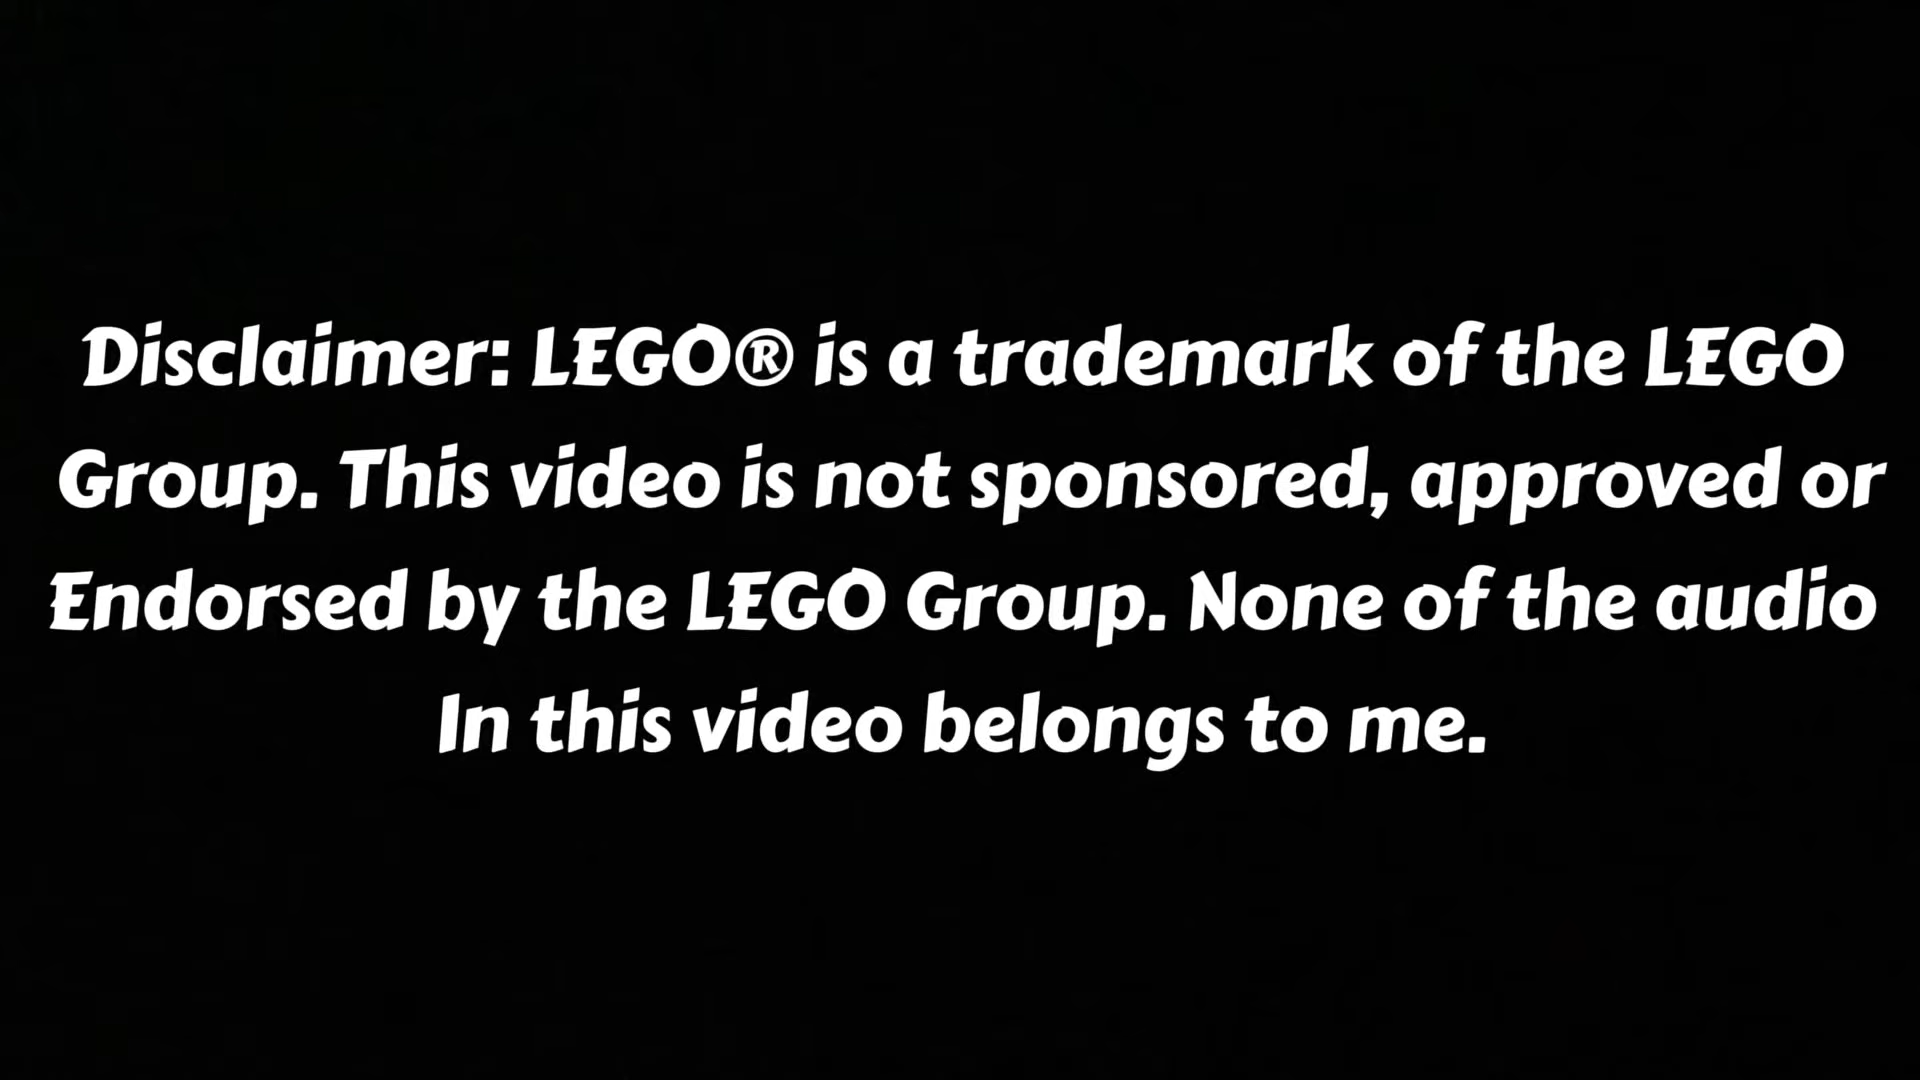 Disclaimer: LEGO® is a trademark of the LEGO
Group. This video is not sponsored, approved or
Endorsed by the LEGO Group. None of the audio
In this video belongs to me.